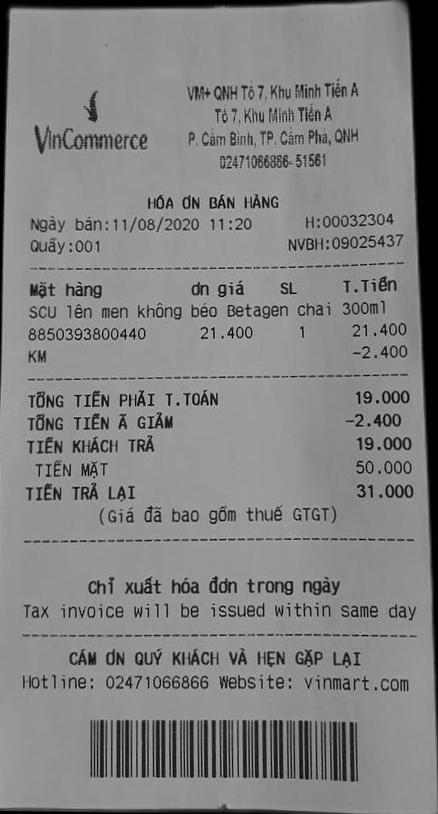 VinCommerce
VM+ QNH Tổ 7, Khu Minh Tiến A
Tổ 7, Khu Minh Tiến A
P. Cẩm Bình, TP. Cẩm Phả, QNH
02471066866-51561
HÓA ƠN BÁN HÀNG
Ngày bán:11/08/2020 11:20 H:00032304
Quầy:001 NVBH:09025437
Mặt hàng ơn giá SL T.Tiền
SCU lên men không béo Betagen chai 300ml
8850393800440 21.400 1 21.400
KM -2.400
TỔNG TIỀN PHẢI T.TOÁN 19.000
TỔNG TIỀN Ã GIẢM -2.400
TIỀN KHÁCH TRẢ 19.000
TIỀN MẶT 50.000
TIỀN TRẢ LẠI 31.000
(Giá đã bao gồm thuế GTGT)
Chỉ xuất hóa đơn trong ngày
Tax invoice will be issued within same day
CÁM ƠN QUÝ KHÁCH VÀ HẸN GẶP LẠI
Hotline: 02471066866 Website: vinmart.com